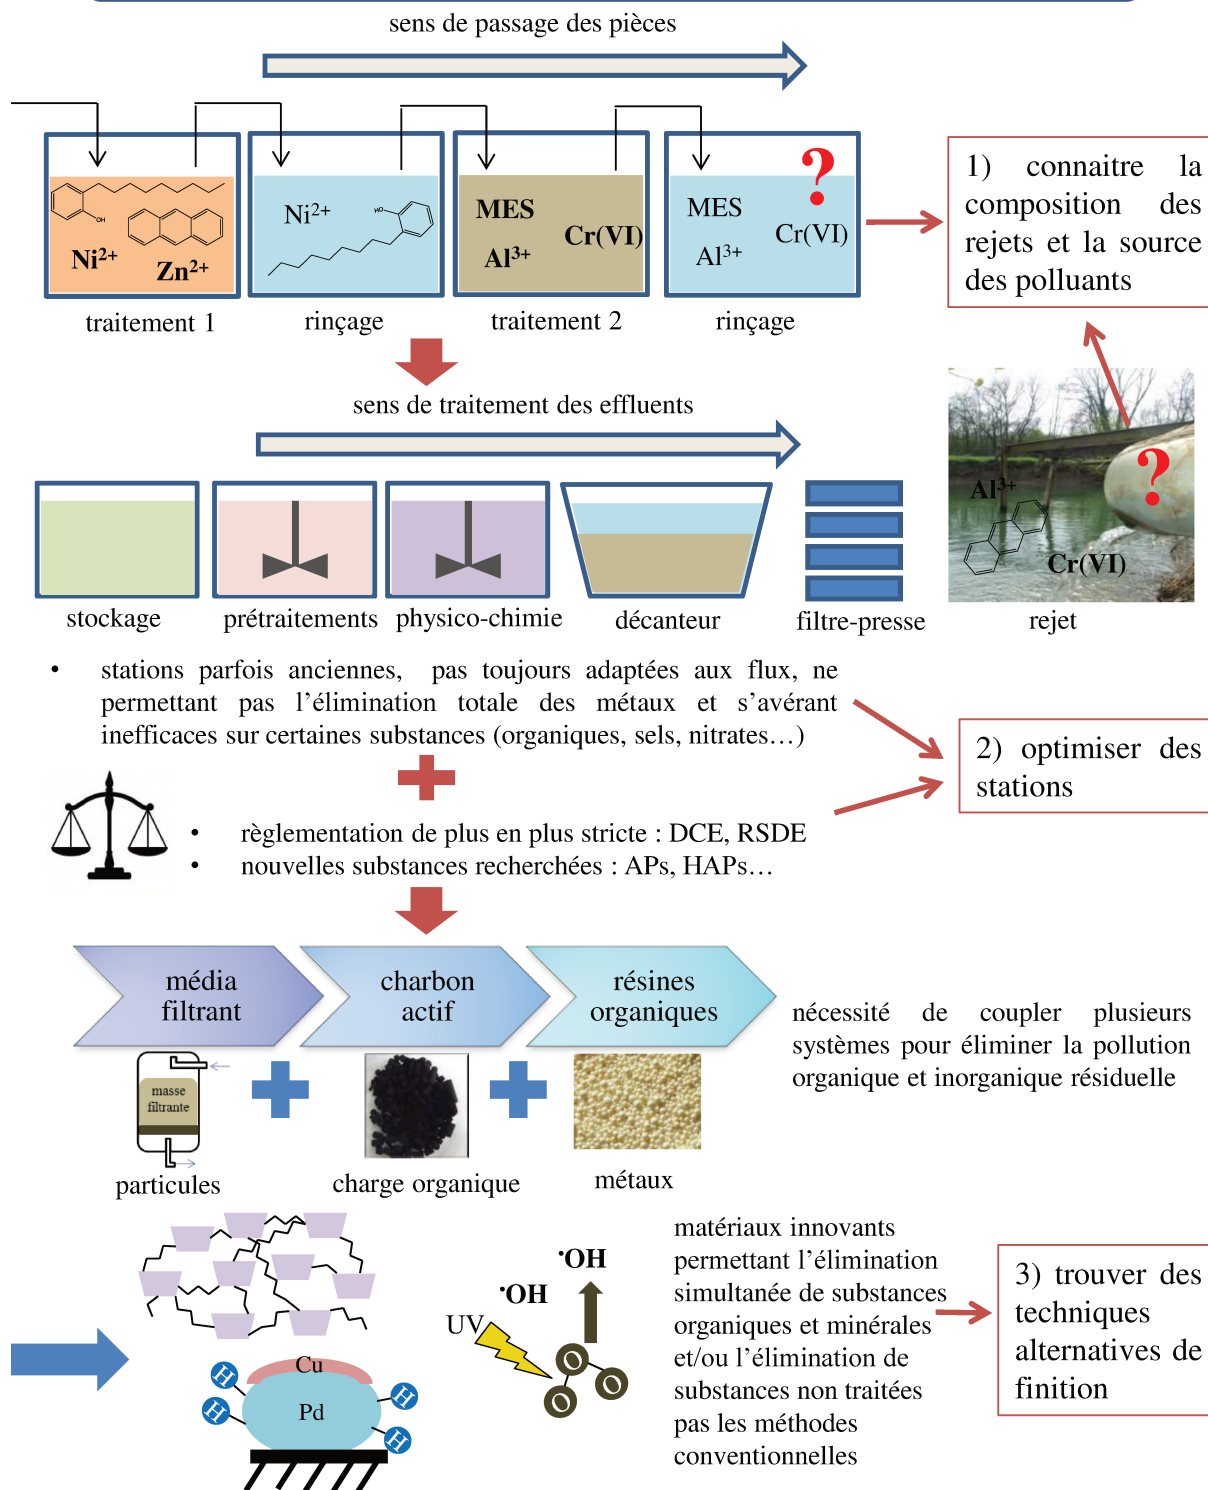 sens de passage des pièces
OH
Ni²⁺
Zn²⁺
Ni²⁺
HO
MES
Cr(VI)
Al³⁺
?
MES
Cr(VI)
Al³⁺
traitement 1
rinçage
traitement 2
rinçage
1) connaitre la
composition des
rejets et la source
des polluants
sens de traitement des effluents
?
Al³⁺
Cr(VI)
stockage
prétraitements
physico-chimie
décanteur
filtre-presse
rejet
• stations parfois anciennes, pas toujours adaptées aux flux, ne
permettant pas l’élimination totale des métaux et s’avérant
inefficaces sur certaines substances (organiques, sels, nitrates…)
2) optimiser des
stations
• règlementation de plus en plus stricte : DCE, RSDE
• nouvelles substances recherchées : APs, HAPs…
média
filtrant
charbon
actif
résines
organiques
nécessité de coupler plusieurs
systèmes pour éliminer la pollution
organique et inorganique résiduelle
masse
filtrante
particules
charge organique
métaux
•OH
•OH
UV
O
O
O
Cu
Pd
H
H
H
H
matériaux innovants
permettant l’élimination
simultanée de substances
organiques et minérales
et/ou l’élimination de
substances non traitées
pas les méthodes
conventionnelles
3) trouver des
techniques
alternatives de
finition